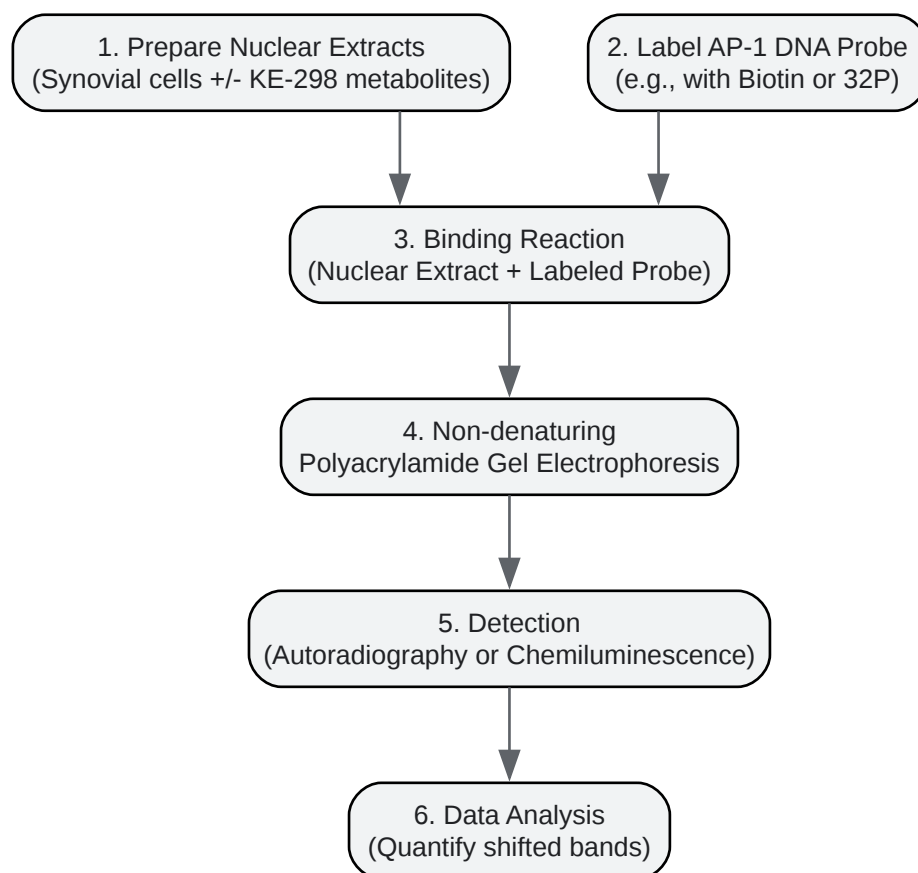 1. Prepare Nuclear Extracts
(Synovial cells +/- KE-298 metabolites)
2. Label AP-1 DNA Probe
(e.g., with Biotin or 32P)
3. Binding Reaction
(Nuclear Extract + Labeled Probe)
4. Non-denaturing
Polyacrylamide Gel Electrophoresis
5. Detection
(Autoradiography or Chemiluminescence)
6. Data Analysis
(Quantify shifted bands)